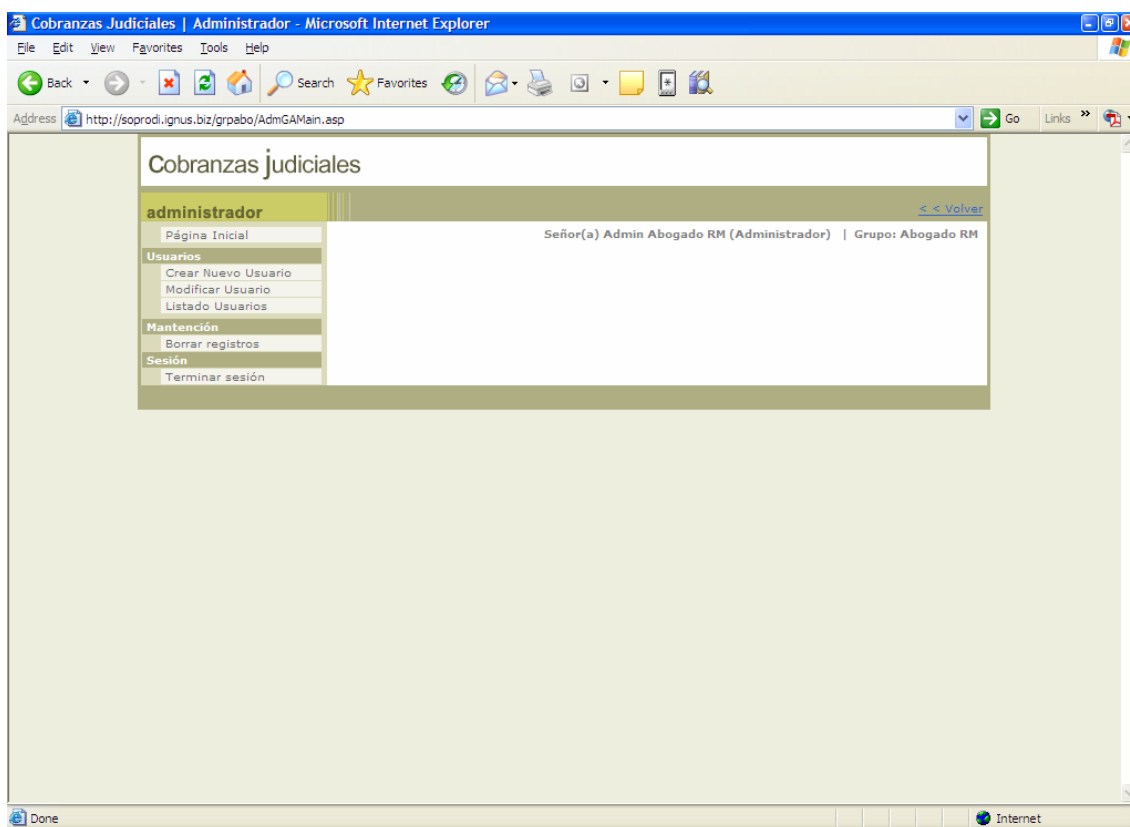 Cobranzas Judiciales | Administrador - Microsoft Internet Explorer
File Edit View Favorites Tools Help
Back Search Favorites
Address http://soprodi.ignus.biz/grpabo/AdmGAMain.asp Go Links »
Cobranzas judiciales
administrador < < Volver
Página Inicial Señor(a) Admin Abogado RM (Administrador) | Grupo: Abogado RM
Usuarios
Crear Nuevo Usuario
Modificar Usuario
Listado Usuarios
Mantención
Borrar registros
Sesión
Terminar sesión
Done Internet